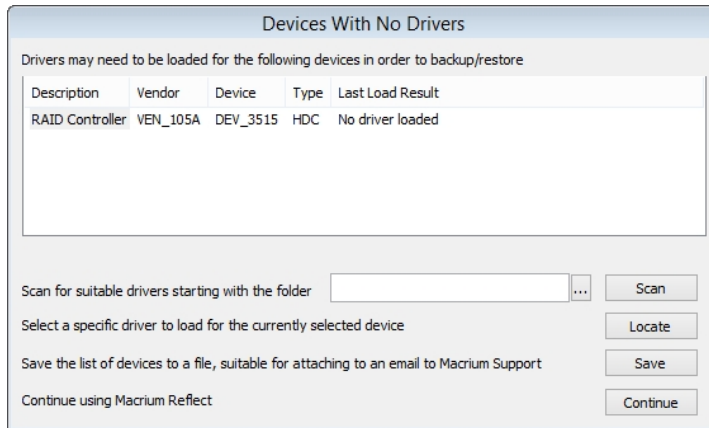 Devices With No Drivers
Drivers may need to be loaded for the following devices in order to backup/restore
Description Vendor Device Type Last Load Result
RAID Controller VEN_105A DEV_3515 HDC No driver loaded
Scan for suitable drivers starting with the folder ... Scan
Select a specific driver to load for the currently selected device Locate
Save the list of devices to a file, suitable for attaching to an email to Macrium Support Save
Continue using Macrium Reflect Continue